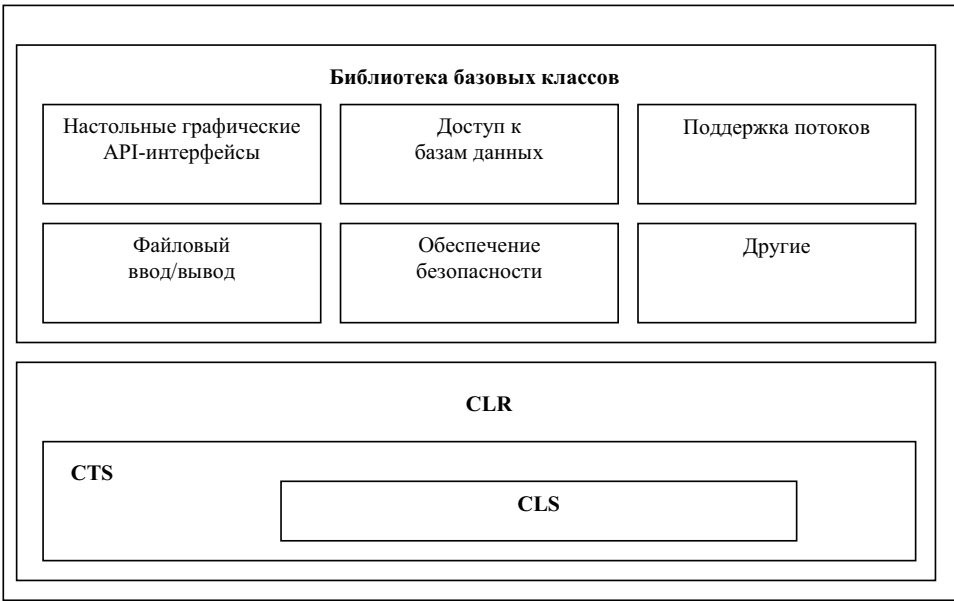 Библиотека базовых классов
Настольные графические
API-интерфейсы
Доступ к
базам данных
Поддержка потоков
Файловый
ввод/вывод
Обеспечение
безопасности
Другие
CLR
CTS
CLS